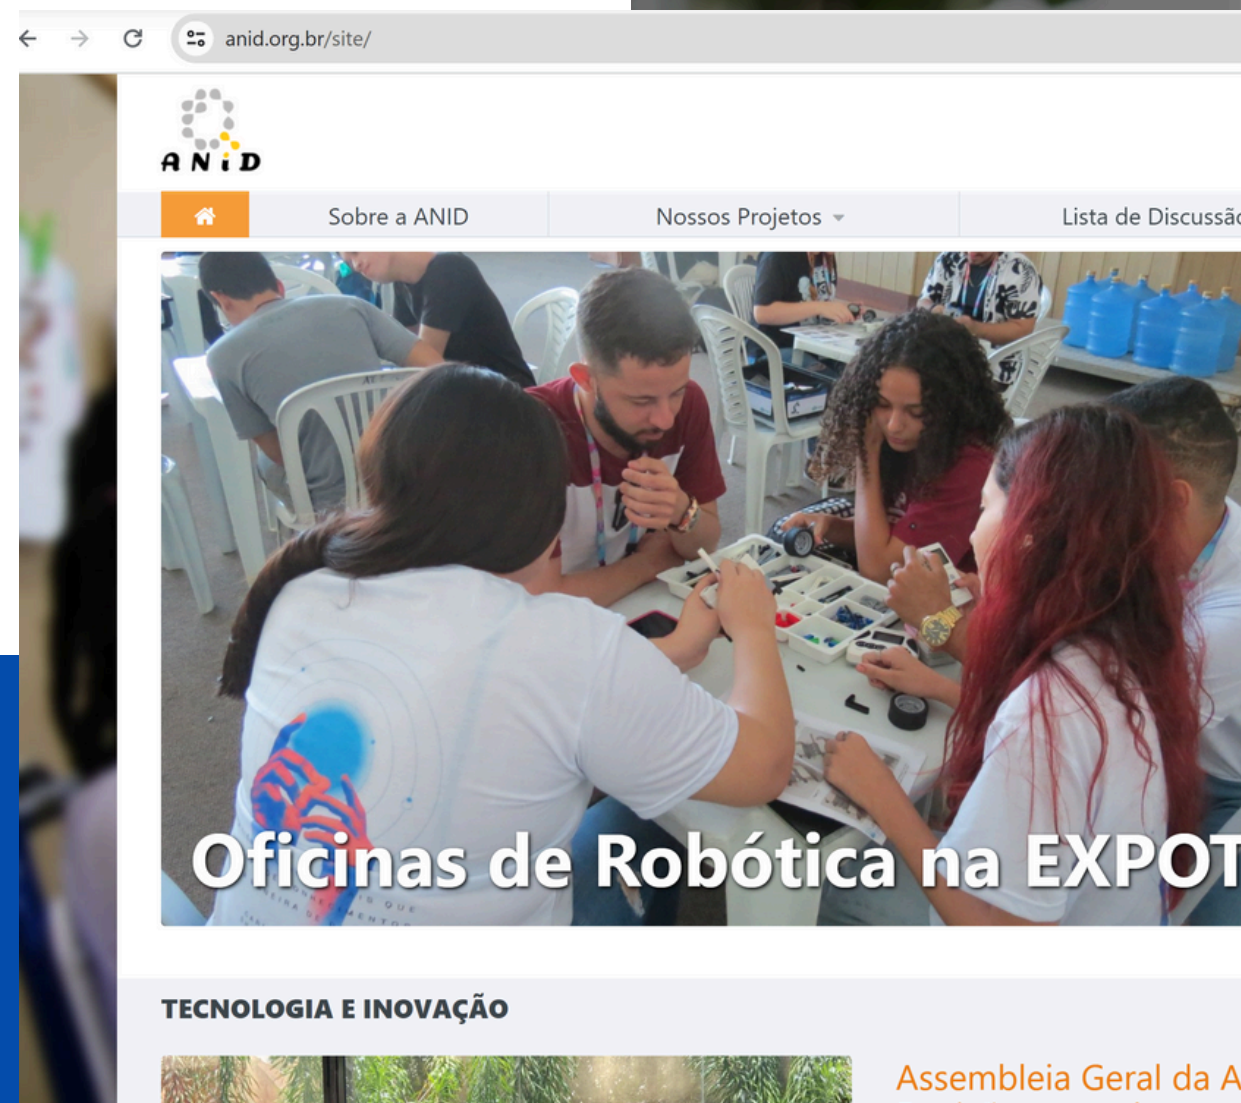 anid.org.br/site/
ANiD
Sobre a ANID
Nossos Projetos
Lista de Discussão
Oficinas de Robótica na EXPOT
TECNOLOGIA E INOVAÇÃO
Assembleia Geral da A